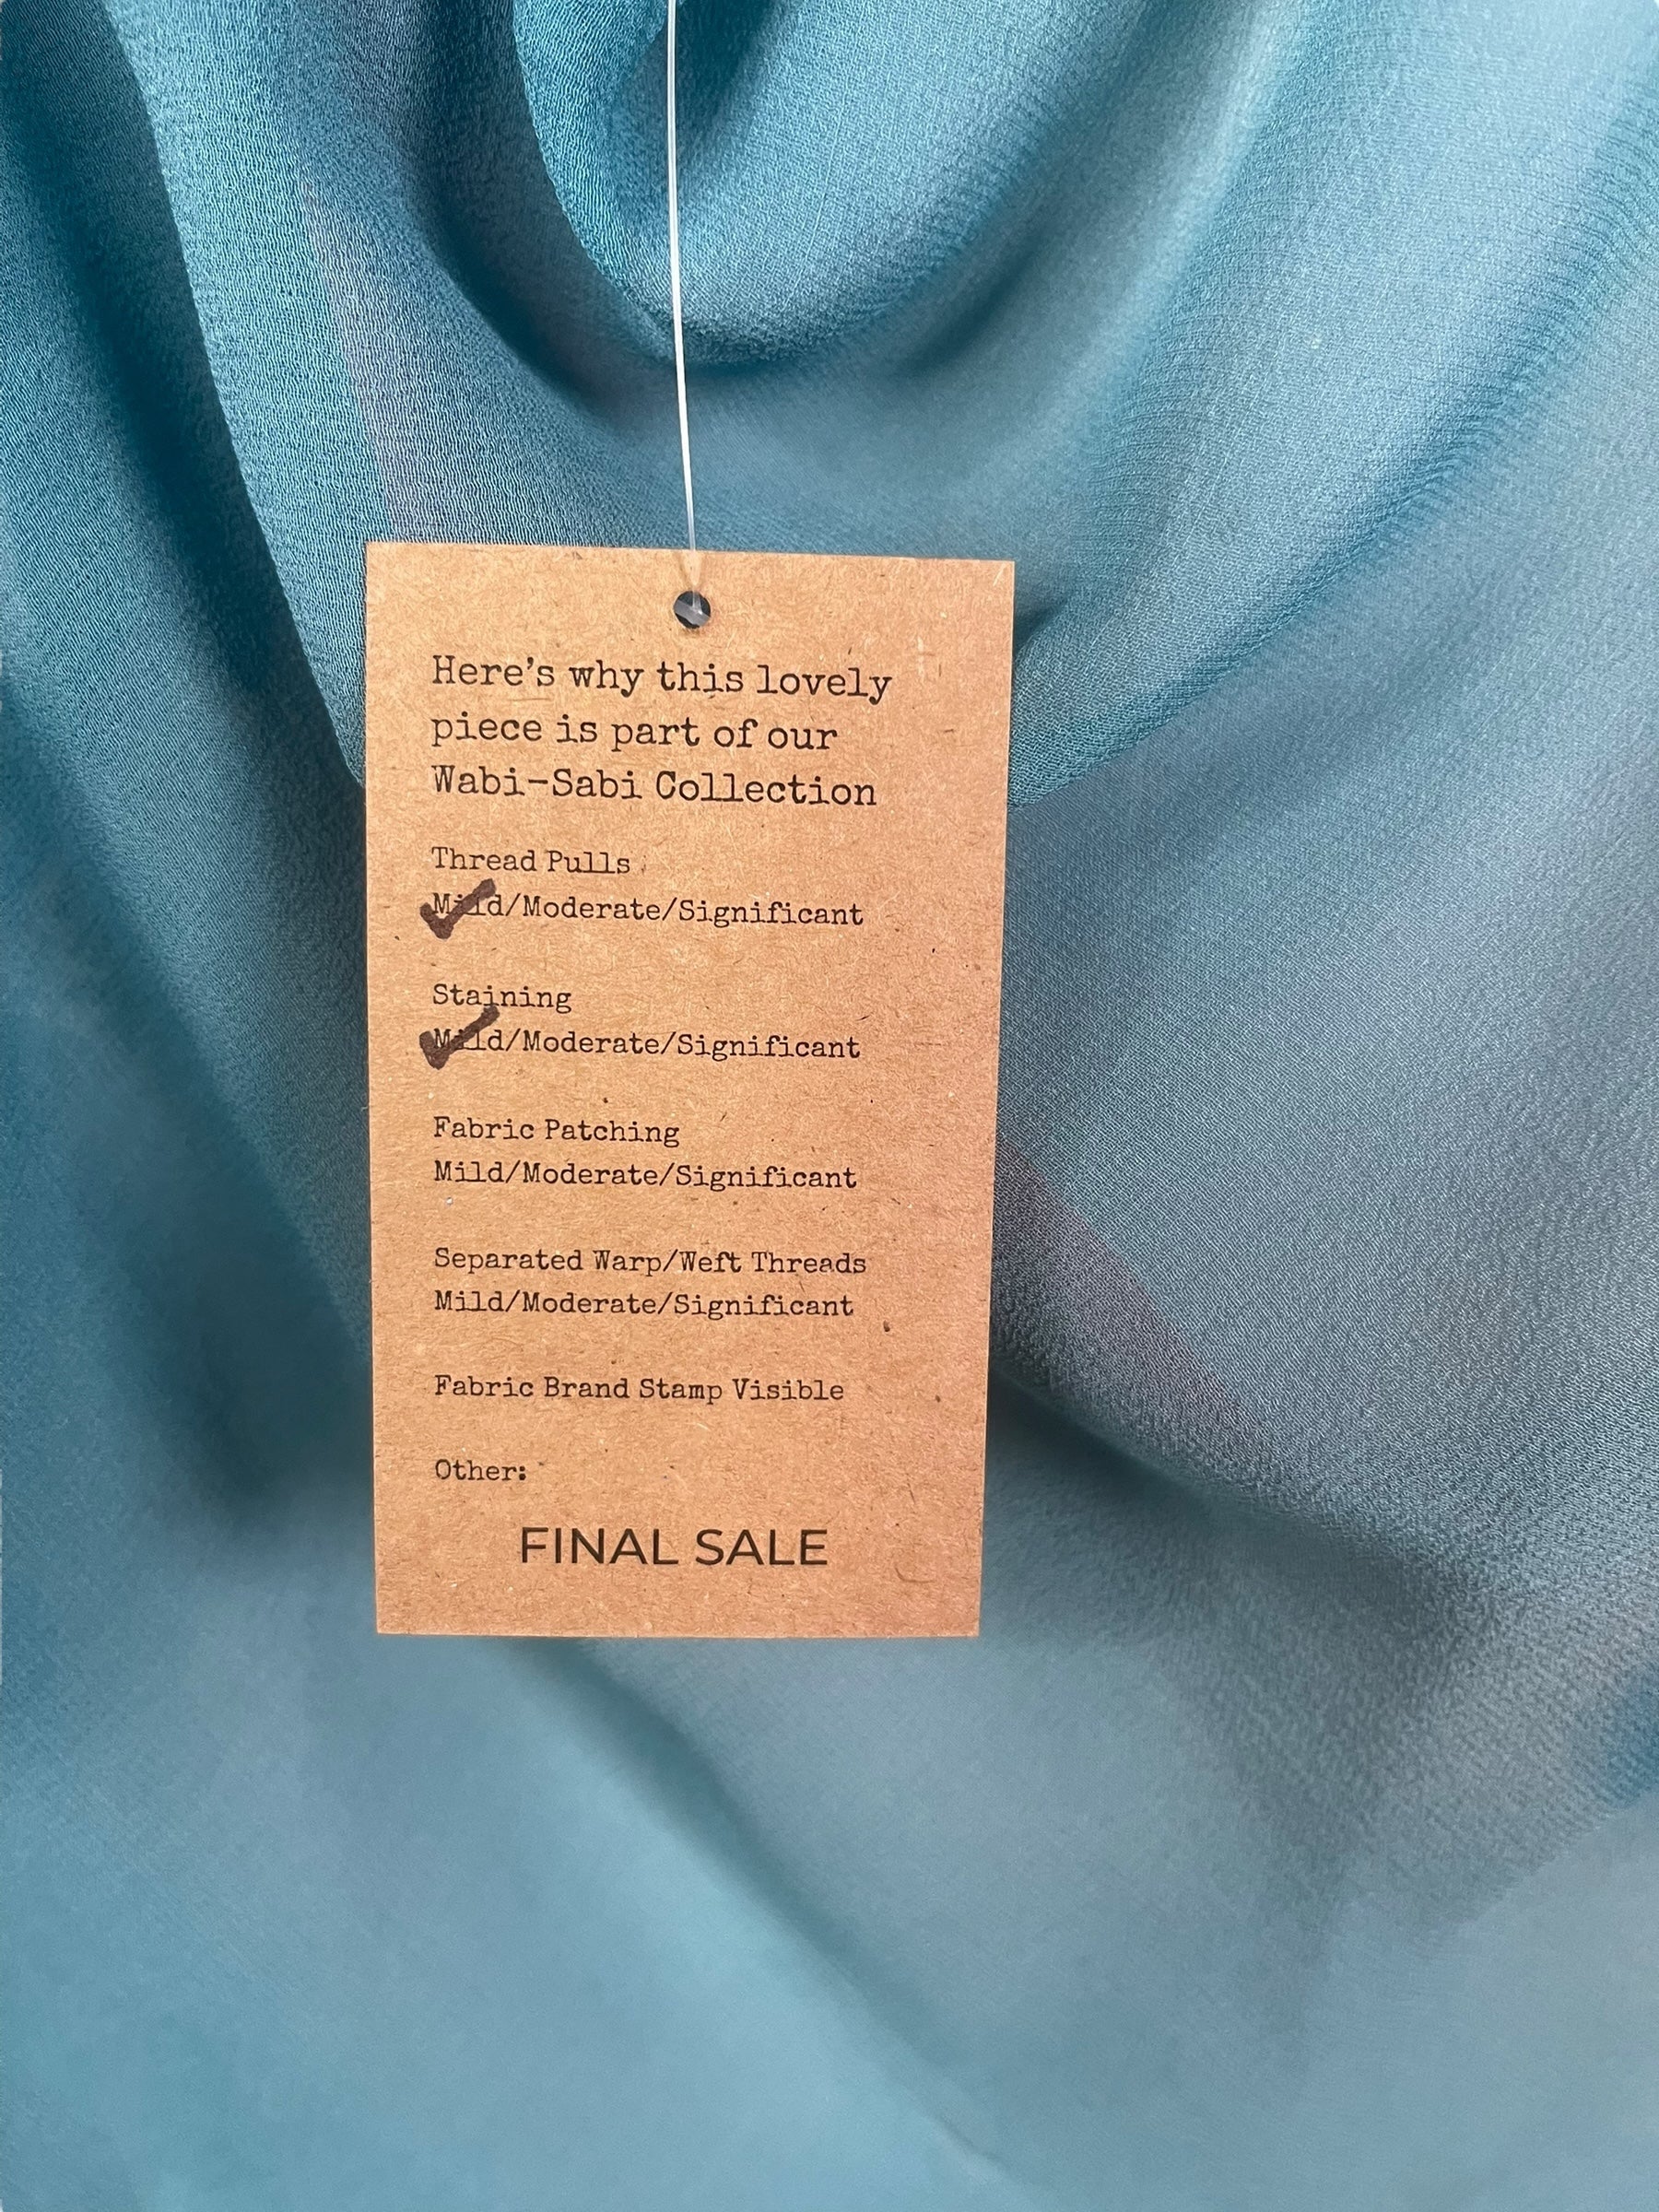 Here's why this lovely
piece is part of our
Wabi-Sabi Collection
Thread Pulls
Mild/Moderate/Significant
Staining
Mild/Moderate/Significant
Fabric Patching
Mild/Moderate/Significant
Separated Warp/Weft Threads
Mild/Moderate/Significant
Fabric Brand Stamp Visible
Other:
FINAL SALE